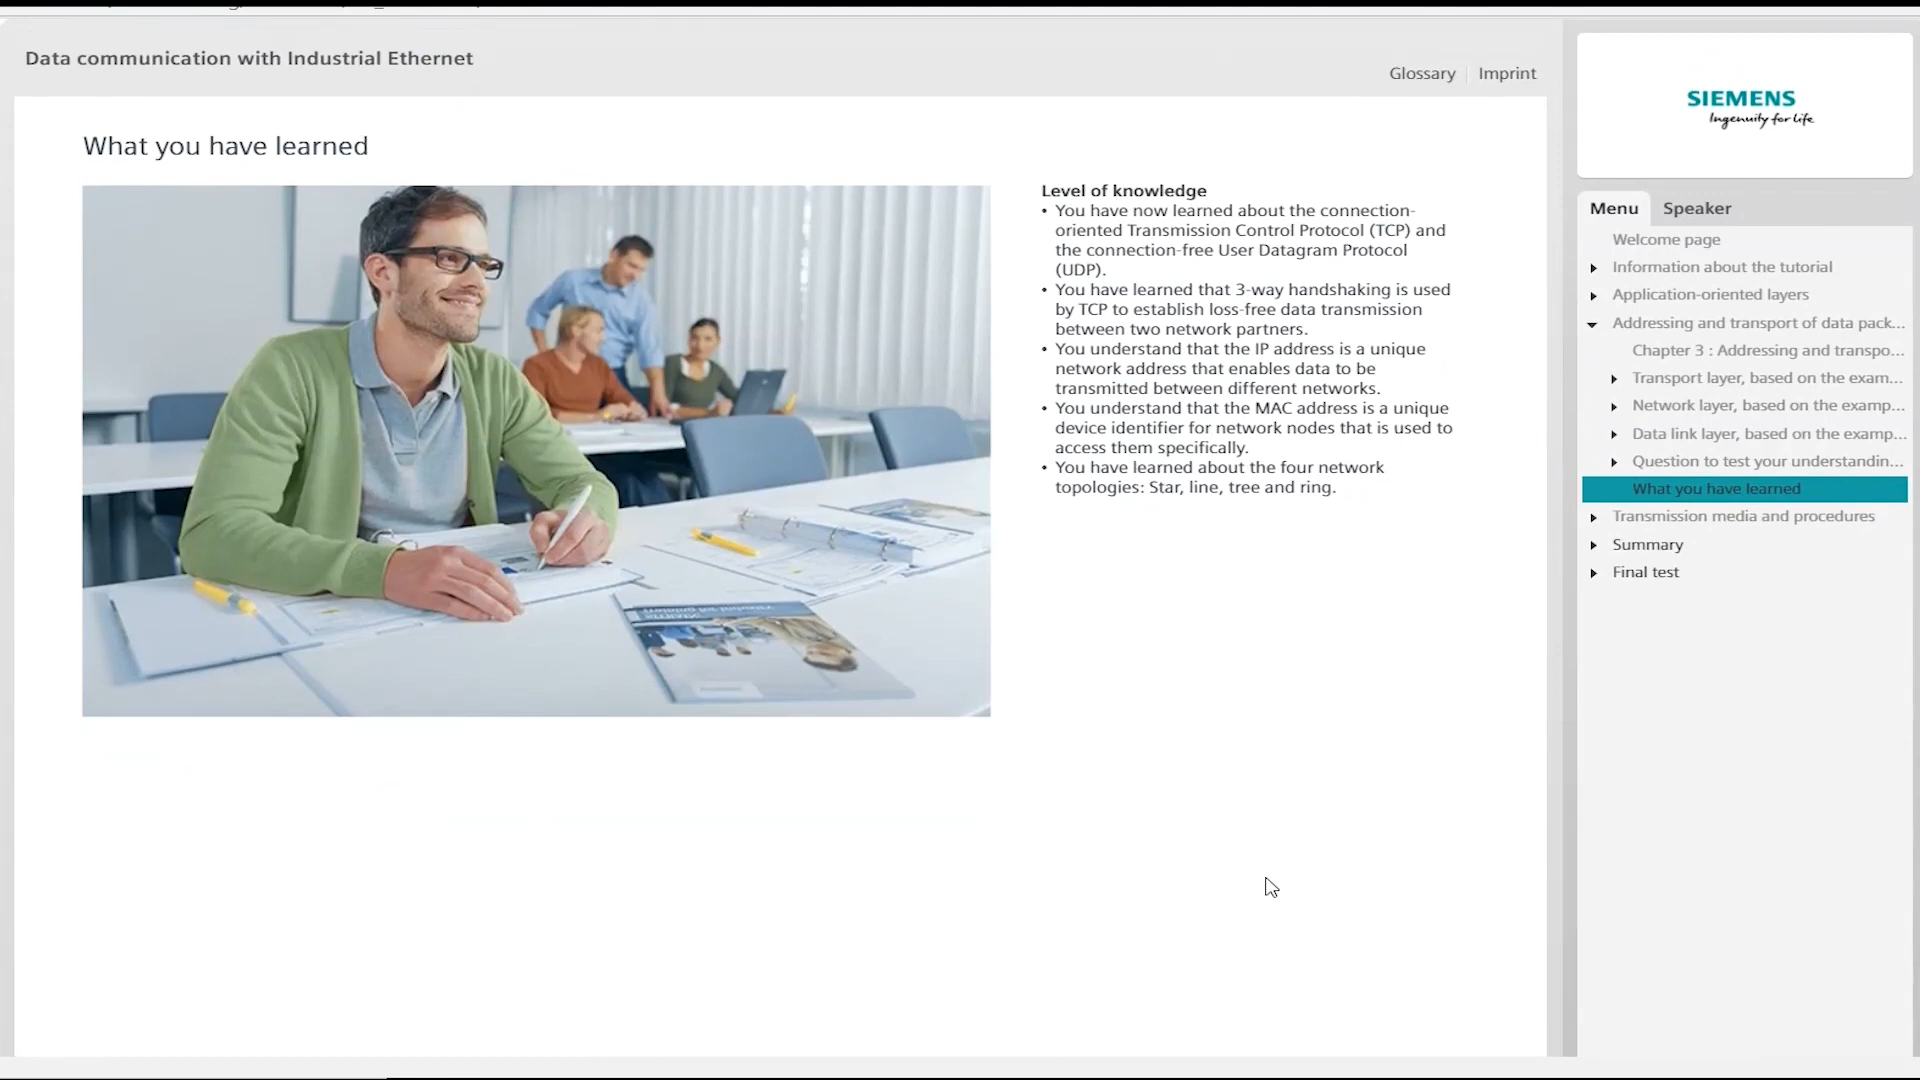 Data communication with Industrial Ethernet
Glossary
Imprint
What you have learned
Level of knowledge
• You have now learned about the connection-
oriented Transmission Control Protocol (TCP) and
the connection-free User Datagram Protocol
(UDP).
• You have learned that 3-way handshaking is used
by TCP to establish loss-free data transmission
between two network partners.
• You understand that the IP address is a unique
network address that enables data to be
transmitted between different networks.
• You understand that the MAC address is a unique
device identifier for network nodes that is used to
access them specifically.
• You have learned about the four network
topologies: Star, line, tree and ring.
SIEMENS
Ingenuity for life
Menu
Speaker
Welcome page
Information about the tutorial
Application-oriented layers
Addressing and transport of data pack...
Chapter 3 : Addressing and transpo...
Transport layer, based on the exam...
Network layer, based on the examp...
Data link layer, based on the examp...
Question to test your understandin...
What you have learned
Transmission media and procedures
Summary
Final test